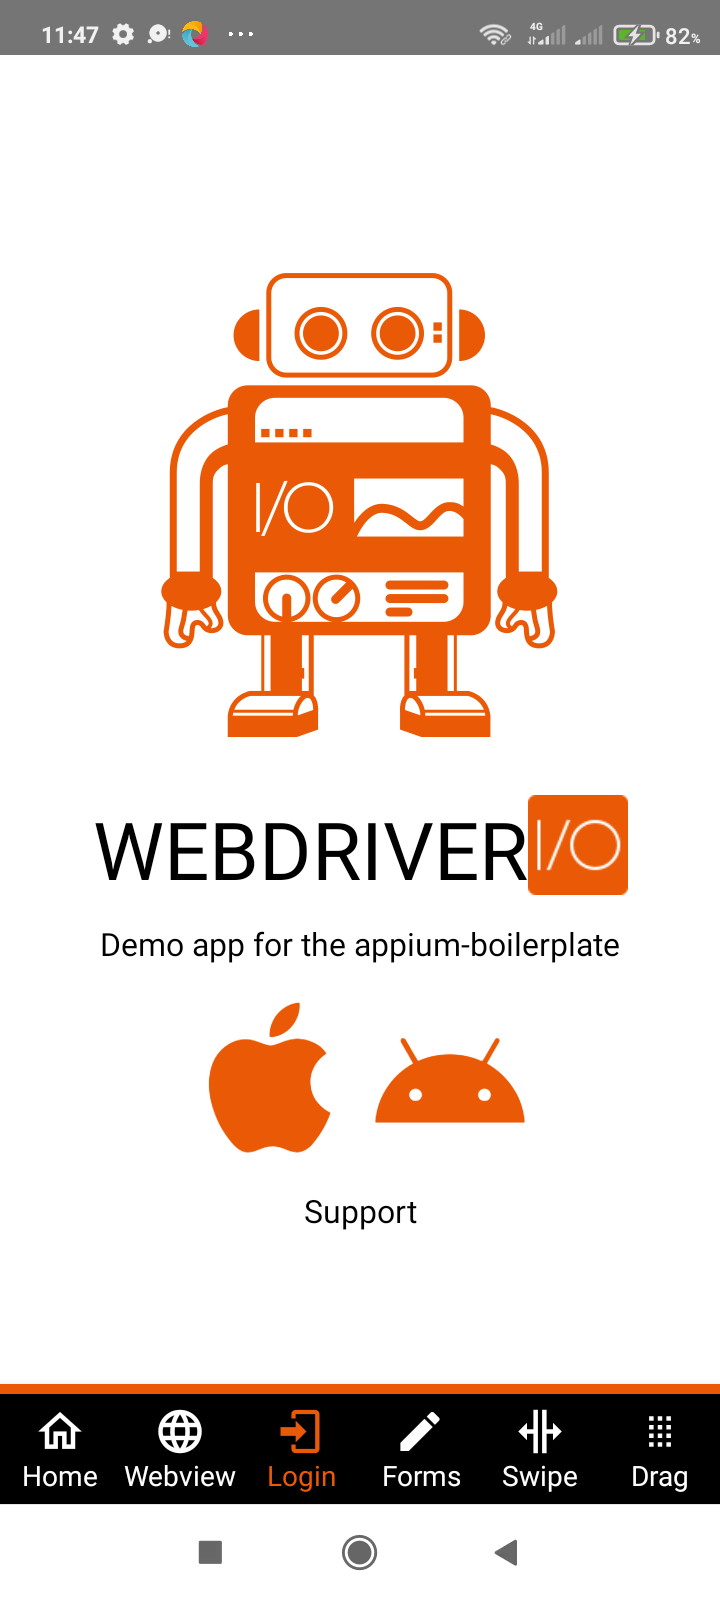 11:47 4G 82%
I/O
WEBDRIVER I/O
Demo app for the appium-boilerplate
Support
Home Webview Login Forms Swipe Drag